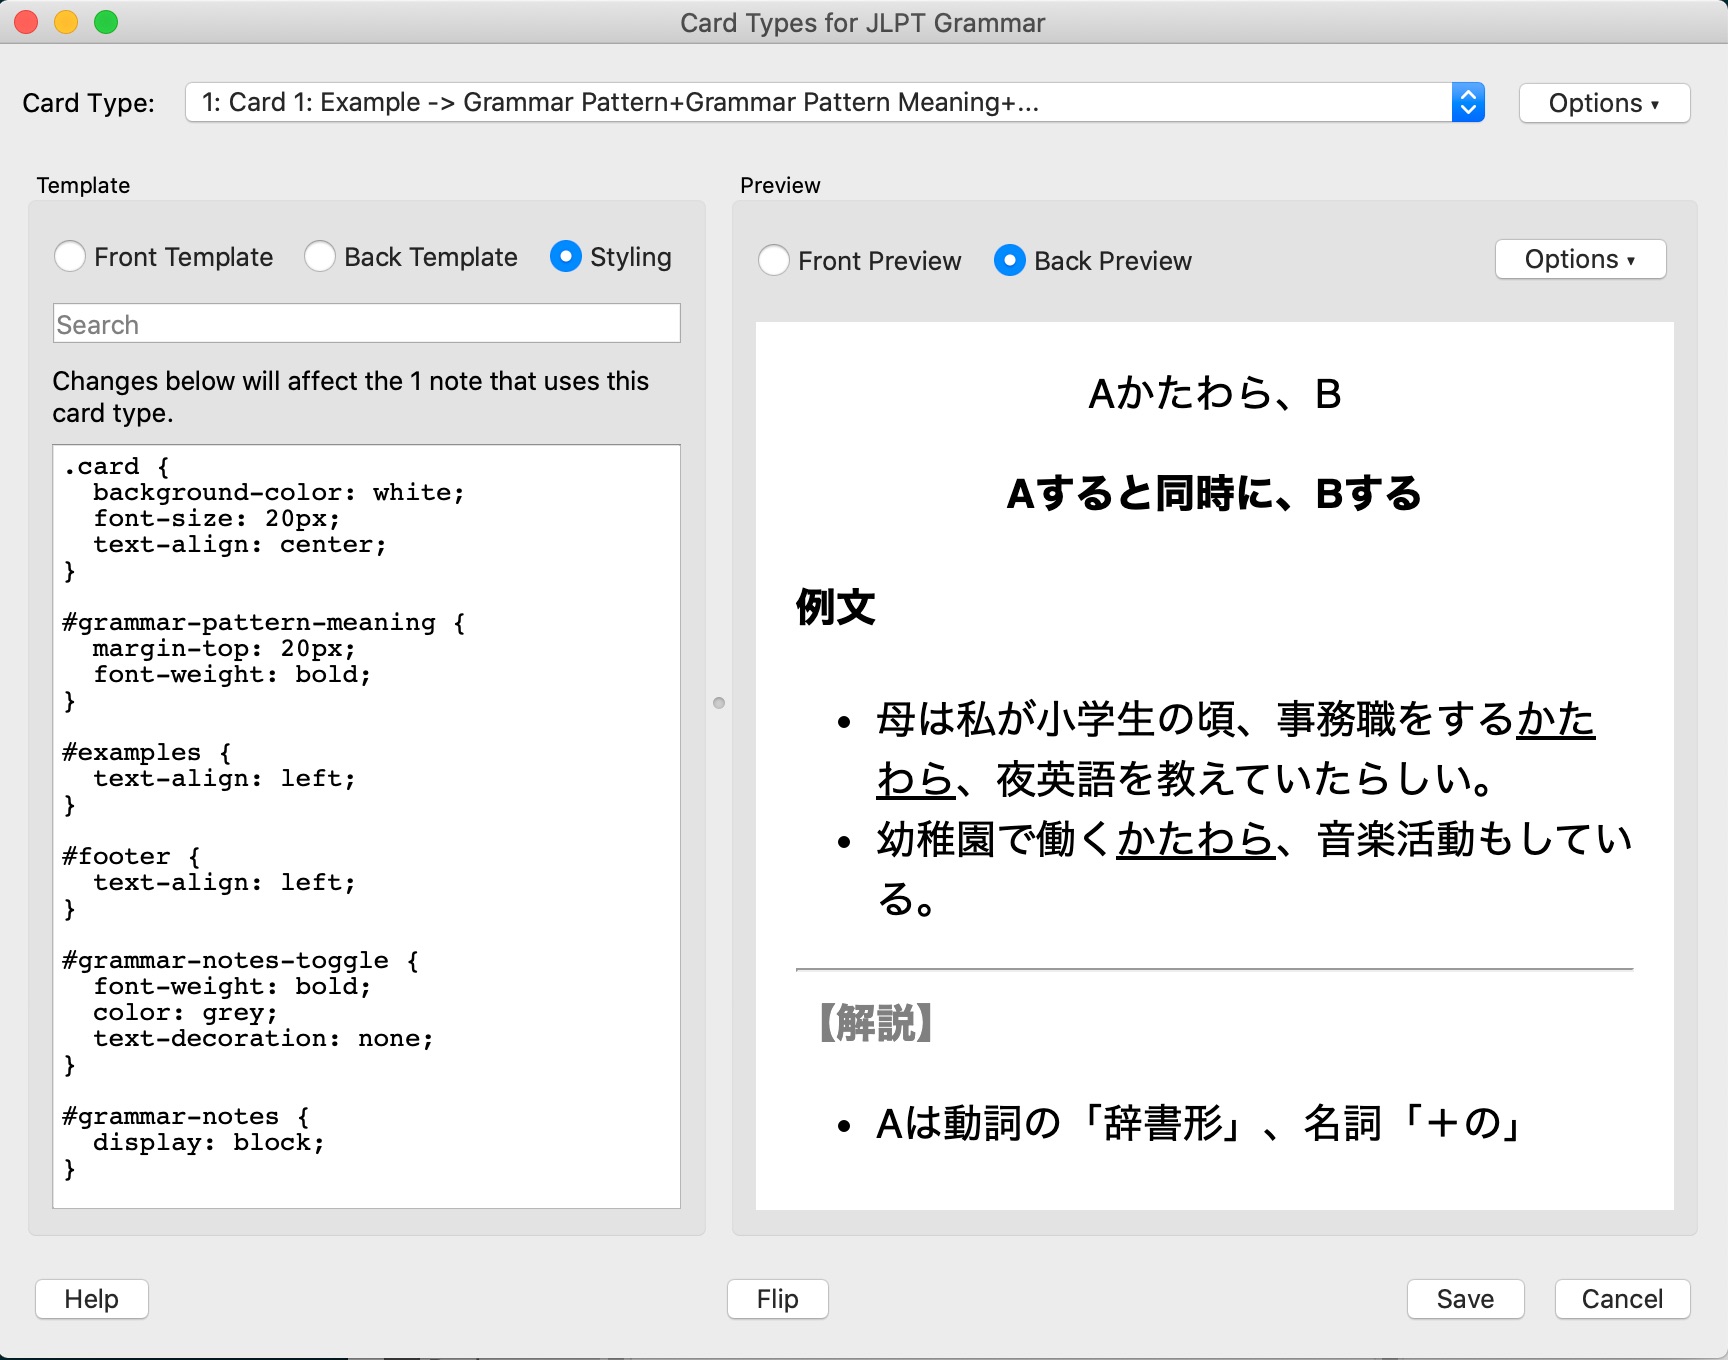 Card Types for JLPT Grammar
Card Type: 1: Card 1: Example -> Grammar Pattern+Grammar Pattern Meaning+... Options ▾
Template
Front Template Back Template Styling
Search
Changes below will affect the 1 note that uses this
card type.
.card {
  background-color: white;
  font-size: 20px;
  text-align: center;
}
#grammar-pattern-meaning {
  margin-top: 20px;
  font-weight: bold;
}
#examples {
  text-align: left;
}
#footer {
  text-align: left;
}
#grammar-notes-toggle {
  font-weight: bold;
  color: grey;
  text-decoration: none;
}
#grammar-notes {
  display: block;
}
Preview
Front Preview Back Preview Options ▾
Aかたわら、B
Aすると同時に、Bする
例文
• 母は私が小学生の頃、事務職をするかた
わら、夜英語を教えていたらしい。
• 幼稚園で働くかたわら、音楽活動もしてい
る。
【解説】
• Aは動詞の「辞書形」、名詞「＋の」
Help Flip Save Cancel